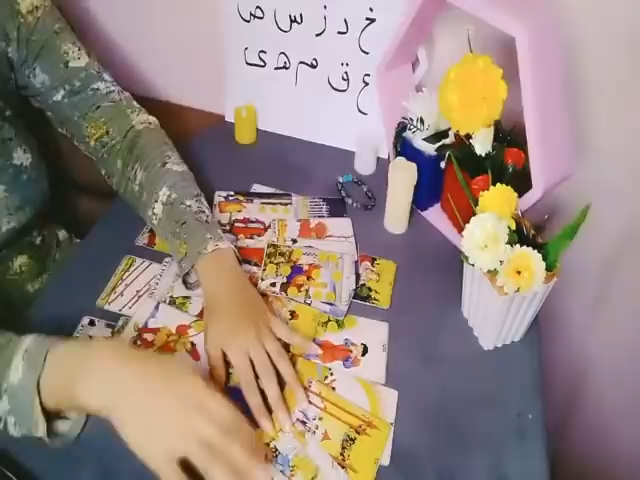 خ د ز س ص
ع ق م ه ی